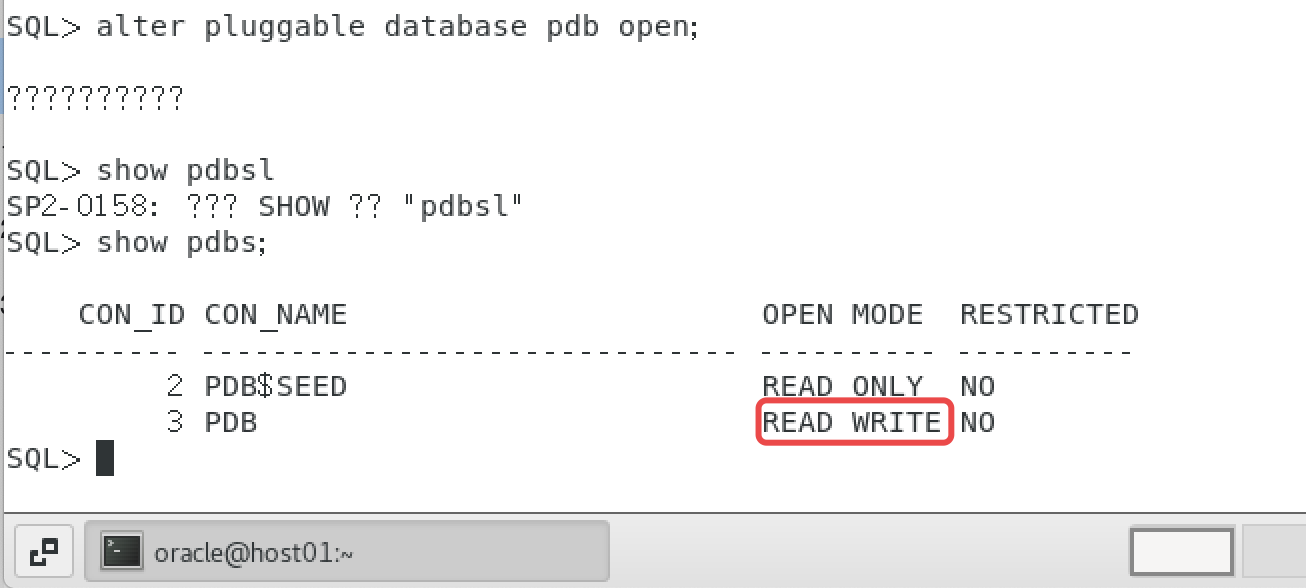 SQL> alter pluggable database pdb open;
??????????
SQL> show pdbsl
SP2-0158: ??? SHOW ?? "pdbsl"
SQL> show pdbs;
    CON_ID CON_NAME                       OPEN MODE  RESTRICTED
---------- ------------------------------ ---------- ----------
         2 PDB$SEED                       READ ONLY  NO
         3 PDB                            READ WRITE NO
SQL>
oracle@host01:~